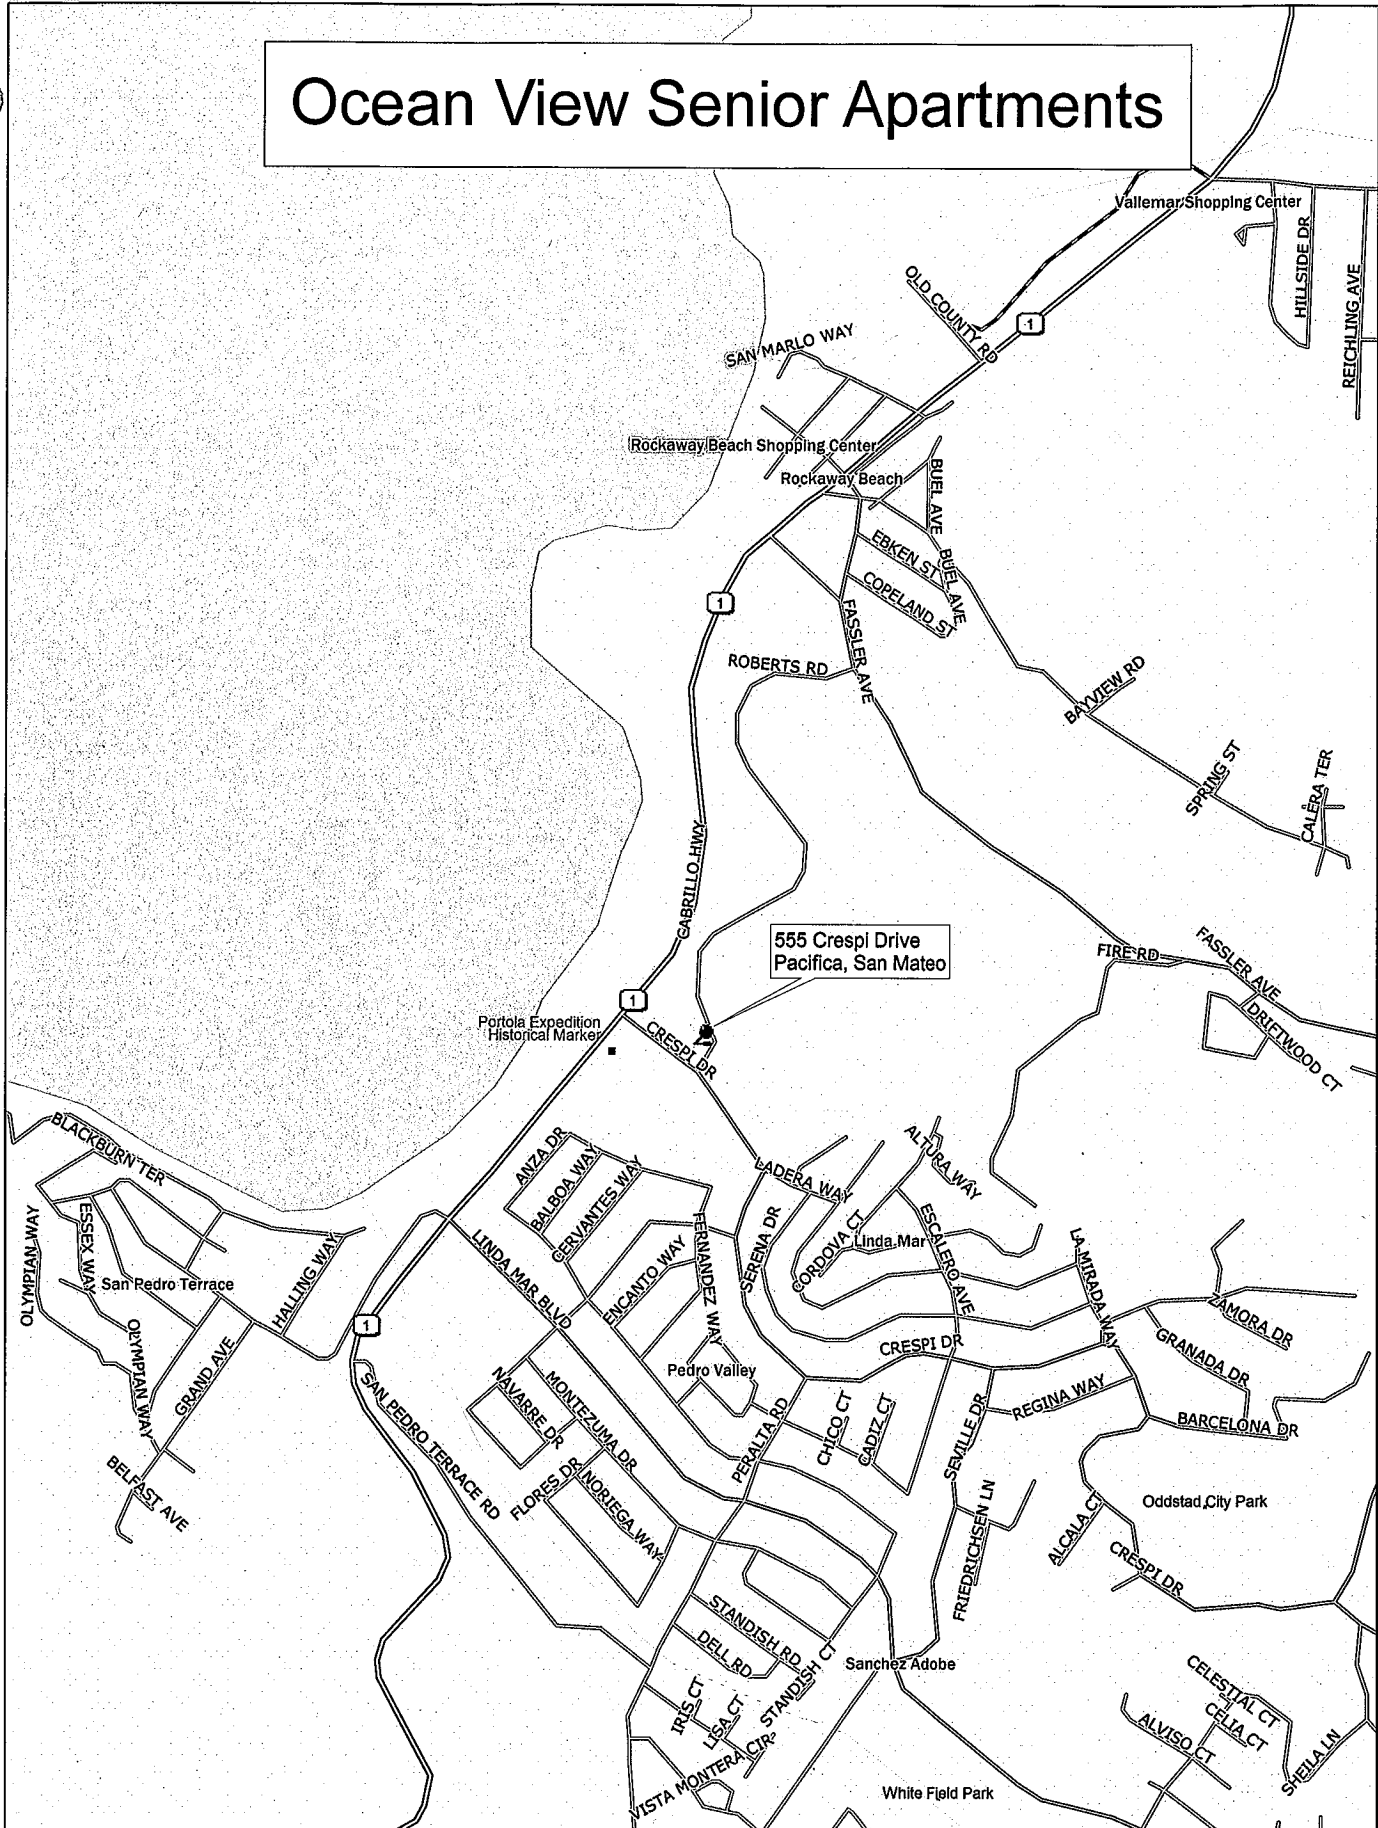 Ocean View Senior Apartments
Vallemar Shopping Center
HILLSIDE DR
REICHLING AVE
OLD COUNTY RD
1
SAN MARLO WAY
Rockaway Beach Shopping Center
Rockaway Beach
BUEL AVE
EBKEN ST
BUEL AVE
COPELAND ST
1
FASSLER AVE
ROBERTS RD
BAYVIEW RD
SPRING ST
CALERA TER
CABRILLO HWY
555 Crespi Drive
Pacifica, San Mateo
FIRE RD
FASSLER AVE
DRIFTWOOD CT
1
Portola Expedition
Historical Marker
CRESPI DR
BLACKBURN TER
ANZA DR
BALBOA WAY
CERVANTES WAY
LADERA WAY
ALTURA WAY
OLYMPIAN WAY
ESSEX WAY
San Pedro Terrace
HALLING WAY
LINDA MAR BLVD
ENCANTO WAY
FERNANDEZ WAY
SERENA DR
CORDOVA CT
Linda Mar
ESCALERO AVE
LA MIRADA WAY
ZAMORA DR
1
OLYMPIAN WAY
GRAND AVE
CRESPI DR
GRANADA DR
Pedro Valley
SAN PEDRO TERRACE RD
NAVARRE DR
MONTEZUMA DR
PERALTA RD
CHICO CT
CADIZ CT
SEVILLE DR
REGINA WAY
BARCELONA DR
BELFAST AVE
FLORES DR
NORIEGA WAY
FRIEDRICHSEN LN
ALCALA CT
Oddstad City Park
CRESPI DR
STANDISH RD
DELL RD
STANDISH CT
Sanchez Adobe
IRIS CT
LISA CT
VISTA MONTERA CIR
CELESTIAL CT
CELIA CT
ALVISO CT
SHEILA LN
White Field Park